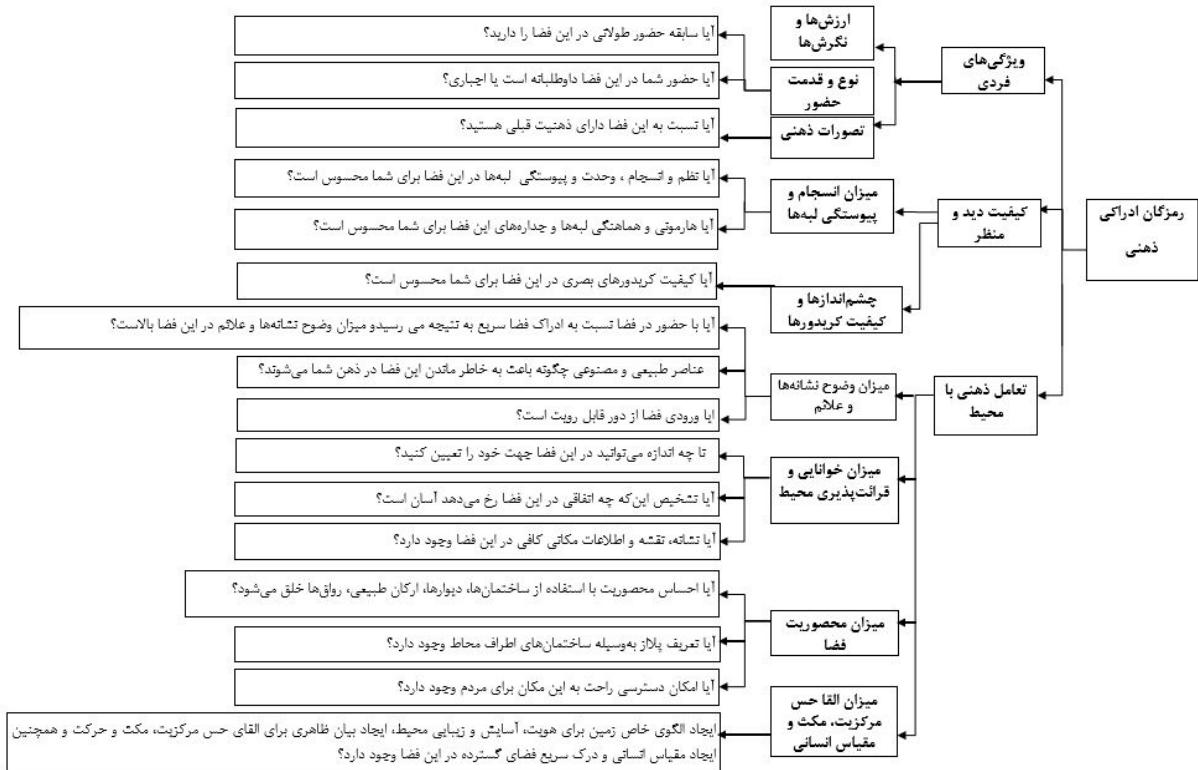 رمزگان ادراکی
ذهنی
ویژگی‌های
فردی
ارزش‌ها و
نگرش‌ها
نوع و قدمت
حضور
آیا سابقه حضور طولانی در این فضا را دارید؟
آیا حضور شما در این فضا داوطلبانه است یا اجباری؟
تصورات ذهنی
آیا نسبت به این فضا دارای ذهنیت قبلی هستید؟
کیفیت دید و
منظر
میزان انسجام و
پیوستگی لبه‌ها
آیا نظم و انسجام ، وحدت و پیوستگی لبه‌ها در این فضا برای شما محسوس است؟
آیا هارمونی و هماهنگی لبه‌ها و جداره‌های این فضا برای شما محسوس است؟
چشم‌اندازها و
کیفیت کریدورها
آیا کیفیت کریدورهای بصری در این فضا برای شما محسوس است؟
تعامل ذهنی با
محیط
میزان وضوح نشانه‌ها
و علائم
آیا با حضور در فضا نسبت به ادراک فضا سریع به نتیجه می رسیدو میزان وضوح نشانه‌ها و علائم در این فضا بالاست؟
عناصر طبیعی و مصنوعی چگونه باعث به خاطر ماندن این فضا در ذهن شما می‌شوند؟
ایا ورودی فضا از دور قابل رویت است؟
میزان خوانایی و
قرائت‌پذیری محیط
تا چه اندازه می‌توانید در این فضا جهت خود را تعیین کنید؟
آیا تشخیص این‌که چه اتفاقی در این فضا رخ می‌دهد آسان است؟
آیا نشانه، نقشه و اطلاعات مکانی کافی در این فضا وجود دارد؟
میزان محصوریت
فضا
آیا احساس محصوریت با استفاده از ساختمان‌ها، دیوارها، ارکان طبیعی، رواق‌ها خلق می‌شود؟
آیا تعریف پلاز به‌وسیله ساختمان‌های اطراف محاط وجود دارد؟
آیا امکان دسترسی راحت به این مکان برای مردم وجود دارد؟
میزان القا حس
مرکزیت، مکث و
مقیاس انسانی
ایجاد الگوی خاص زمین برای هویت، آسایش و زیبایی محیط، ایجاد بیان ظاهری برای القای حس مرکزیت، مکث و حرکت و همچنین
ایجاد مقیاس انسانی و درک سریع فضای گسترده در این فضا وجود دارد؟